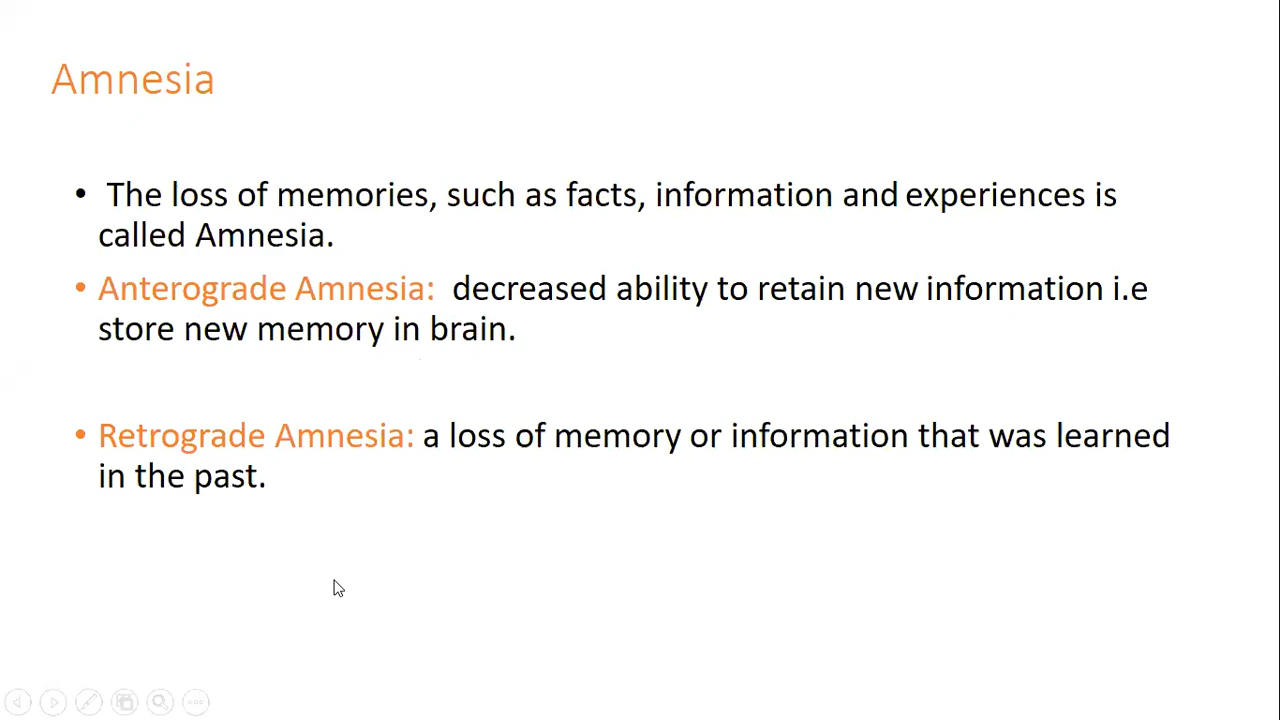 Amnesia
• The loss of memories, such as facts, information and experiences is
called Amnesia.
• Anterograde Amnesia: decreased ability to retain new information i.e
store new memory in brain.
• Retrograde Amnesia: a loss of memory or information that was learned
in the past.